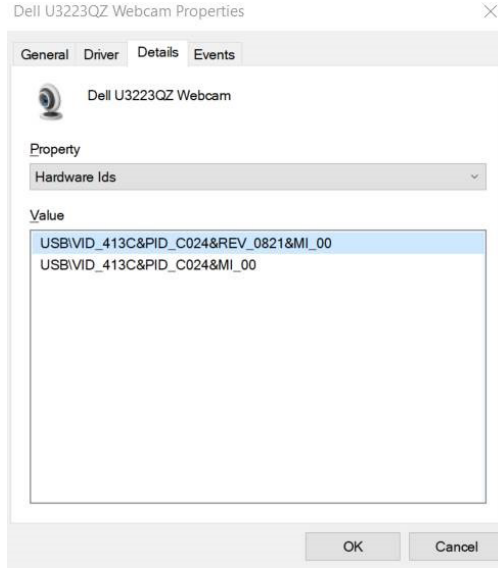 Dell U3223QZ Webcam Properties
General Driver Details Events
Dell U3223QZ Webcam
Property
Hardware Ids
Value
USB\VID_413C&PID_C024&REV_0821&MI_00
USB\VID_413C&PID_C024&MI_00
OK Cancel